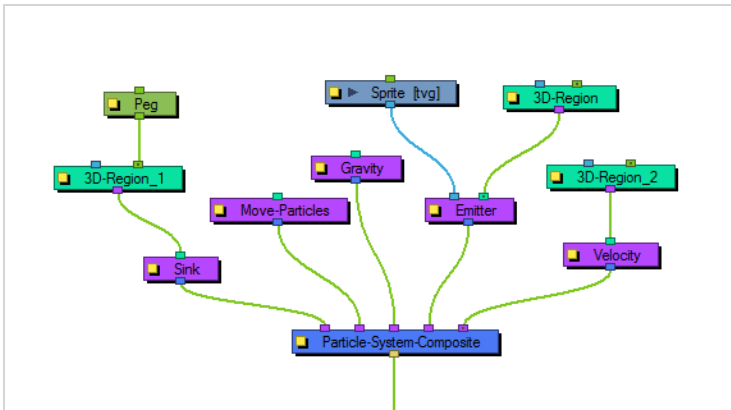 Peg
Sprite [tvg]
3D-Region
3D-Region_1
Gravity
3D-Region_2
Move-Particles
Emitter
Sink
Velocity
Particle-System-Composite